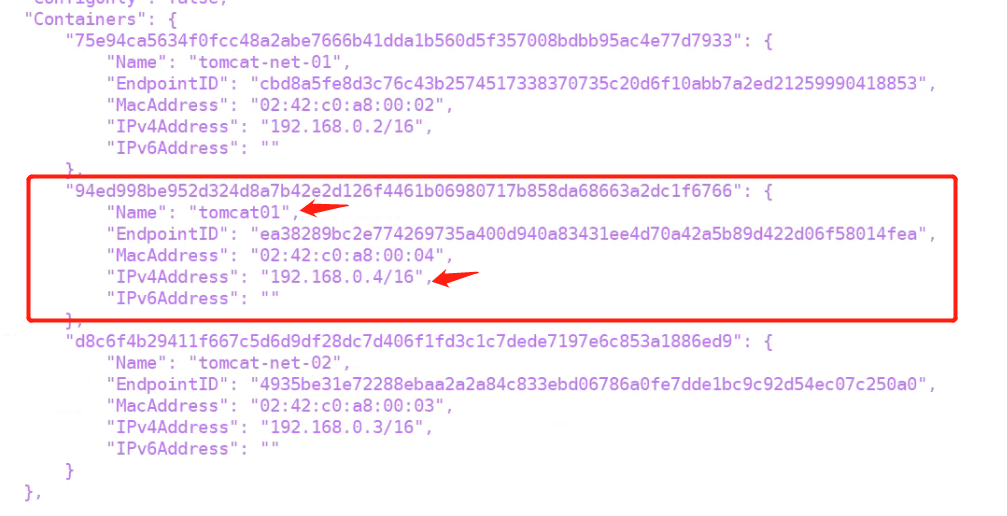 "Containers": {
"75e94ca5634f0fcc48a2abe7666b41dda1b560d5f357008bdbb95ac4e77d7933": {
"Name": "tomcat-net-01",
"EndpointID": "cbd8a5fe8d3c76c43b2574517338370735c20d6f10abb7a2ed21259990418853",
"MacAddress": "02:42:c0:a8:00:02",
"IPv4Address": "192.168.0.2/16",
"IPv6Address": ""
},
"94ed998be952d324d8a7b42e2d126f4461b06980717b858da68663a2dc1f6766": {
"Name": "tomcat01",
"EndpointID": "ea38289bc2e774269735a400d940a83431ee4d70a42a5b89d422d06f58014fea",
"MacAddress": "02:42:c0:a8:00:04",
"IPv4Address": "192.168.0.4/16",
"IPv6Address": ""
},
"d8c6f4b29411f667c5d6d9df28dc7d406f1fd3c1c7dede7197e6c853a1886ed9": {
"Name": "tomcat-net-02",
"EndpointID": "4935be31e72288ebaa2a2a84c833ebd06786a0fe7dde1bc9c92d54ec07c250a0",
"MacAddress": "02:42:c0:a8:00:03",
"IPv4Address": "192.168.0.3/16",
"IPv6Address": ""
}
},